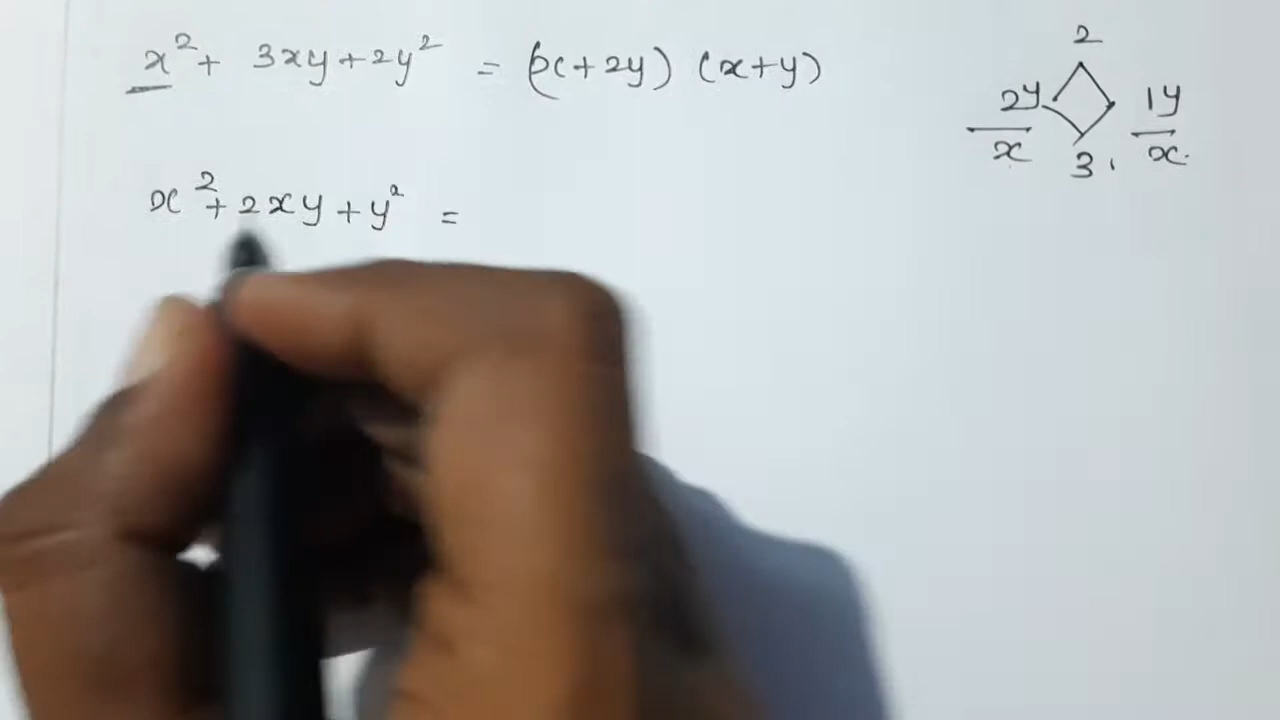 x² + 3xy + 2y² = (x+2y) (x+y)
2
2y 1y
x 3 x
x² + 2xy + y² =